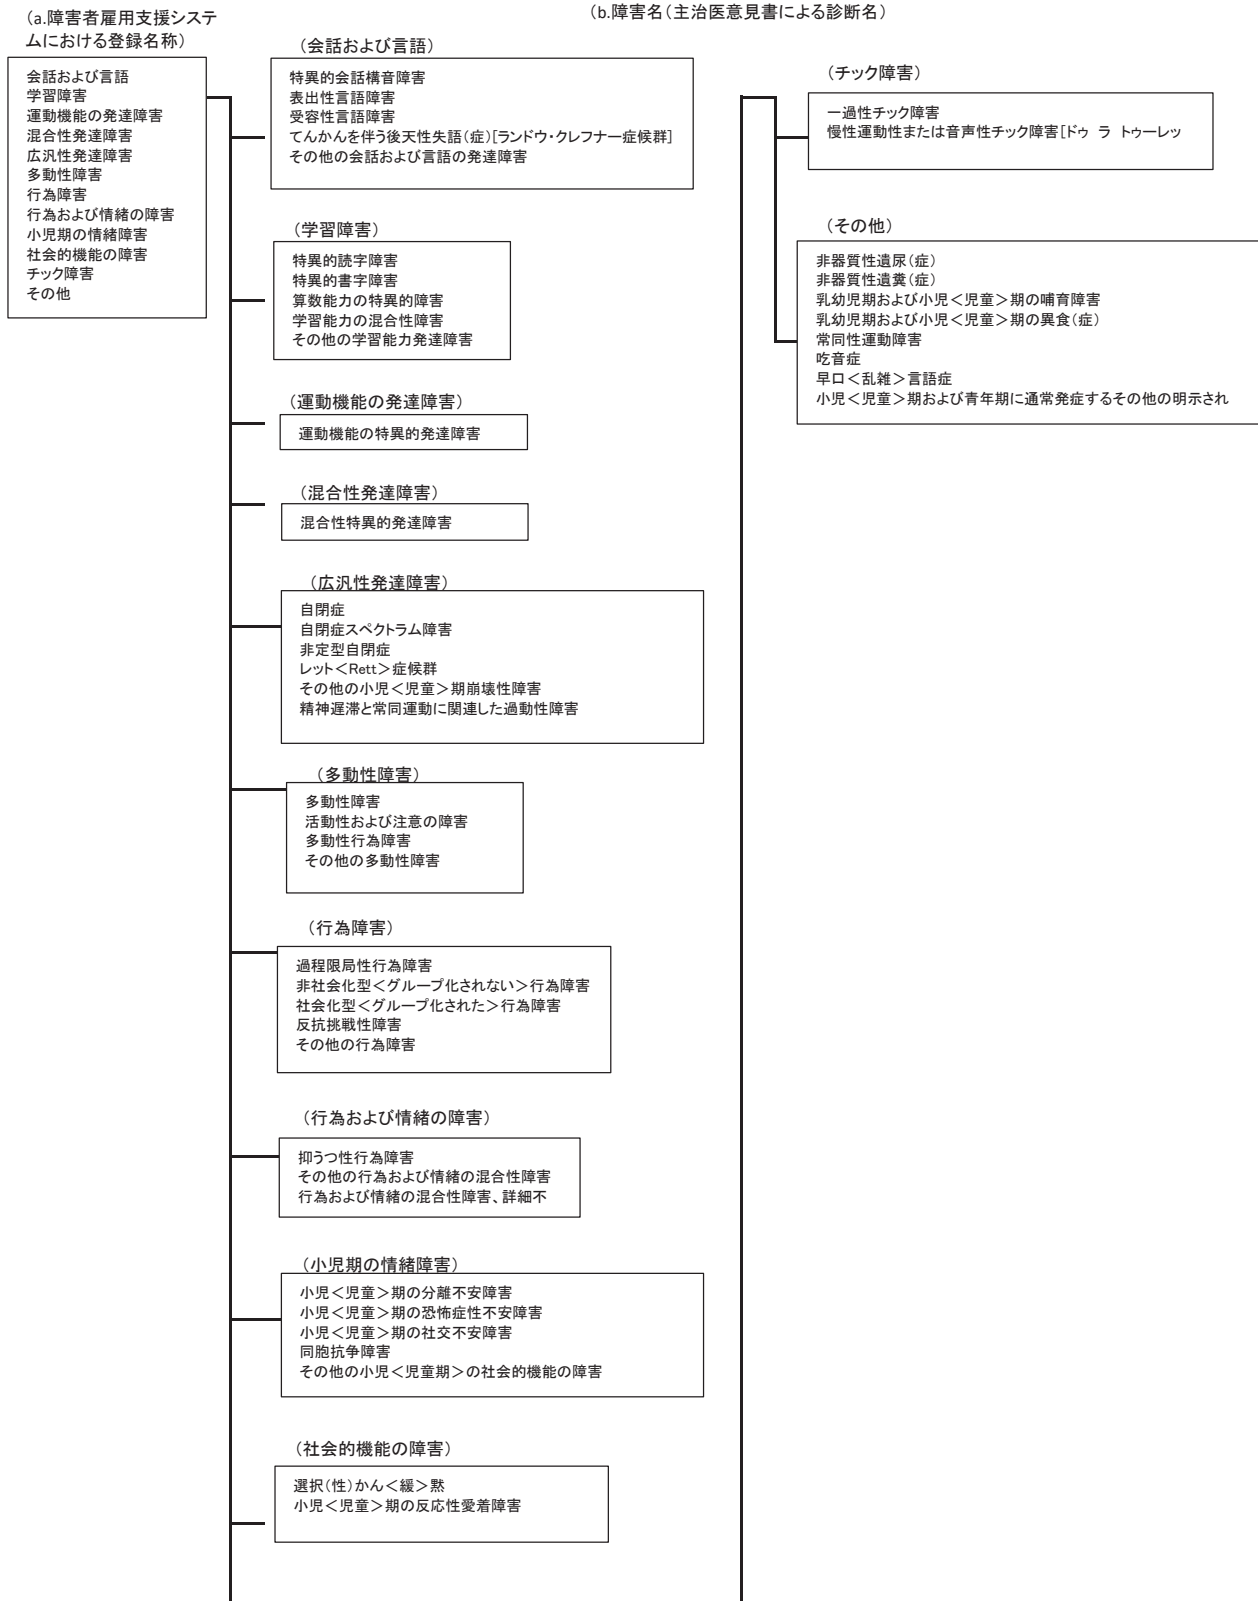 (a.障害者雇用支援システ
ムにおける登録名称)
会話および言語
学習障害
運動機能の発達障害
混合性発達障害
広汎性発達障害
多動性障害
行為障害
行為および情緒の障害
小児期の情緒障害
社会的機能の障害
チック障害
その他
(b.障害名(主治医意見書による診断名)
(会話および言語)
特異的会話構音障害
表出性言語障害
受容性言語障害
てんかんを伴う後天性失語(症)[ランドウ・クレフナー症候群]
その他の会話および言語の発達障害
(学習障害)
特異的読字障害
特異的書字障害
算数能力の特異的障害
学習能力の混合性障害
その他の学習能力発達障害
(運動機能の発達障害)
運動機能の特異的発達障害
(混合性発達障害)
混合性特異的発達障害
(広汎性発達障害)
自閉症
自閉症スペクトラム障害
非定型自閉症
レット<Rett>症候群
その他の小児<児童>期崩壊性障害
精神遅滞と常同運動に関連した過動性障害
(多動性障害)
多動性障害
活動性および注意の障害
多動性行為障害
その他の多動性障害
(行為障害)
過程限局性行為障害
非社会化型<グループ化されない>行為障害
社会化型<グループ化された>行為障害
反抗挑戦性障害
その他の行為障害
(行為および情緒の障害)
抑うつ性行為障害
その他の行為および情緒の混合性障害
行為および情緒の混合性障害、詳細不
(小児期の情緒障害)
小児<児童>期の分離不安障害
小児<児童>期の恐怖症性不安障害
小児<児童>期の社交不安障害
同胞抗争障害
その他の小児<児童期>の社会的機能の障害
(社会的機能の障害)
選択(性)かん<緘>黙
小児<児童>期の反応性愛着障害
(チック障害)
一過性チック障害
慢性運動性または音声性チック障害[ドゥ ラ トゥーレッ
(その他)
非器質性遺尿(症)
非器質性遺糞(症)
乳幼児期および小児<児童>期の哺育障害
乳幼児期および小児<児童>期の異食(症)
常同性運動障害
吃音症
早口<乱雑>言語症
小児<児童>期および青年期に通常発症するその他の明示され